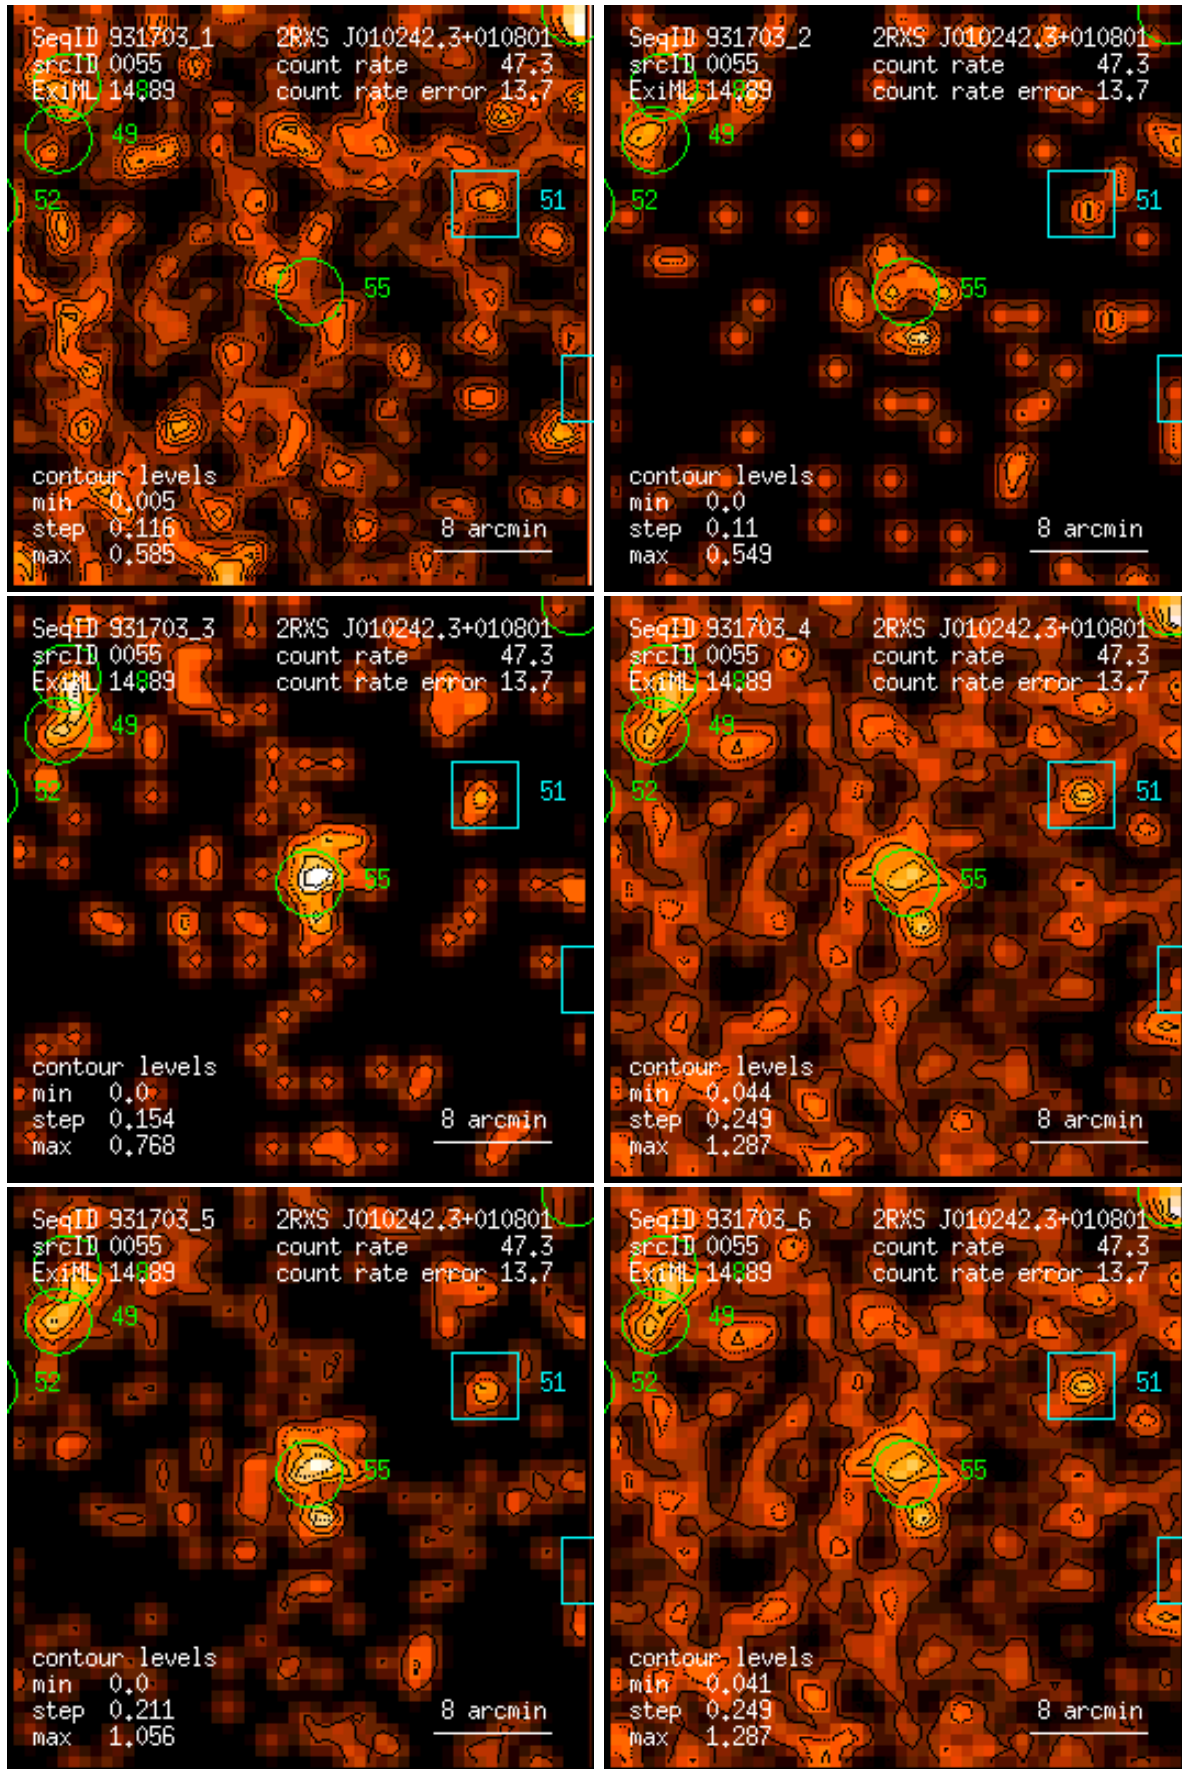 SeqID 931703_1 2RXS J010242.3+010801
srcID 0055 count rate 47.3
ExiML 14.89 count rate error 13.7
49
52
51
55
contour levels
min 0.005
step 0.116
max 0.585
8 arcmin
SeqID 931703_2 2RXS J010242.3+010801
srcID 0055 count rate 47.3
ExiML 14.89 count rate error 13.7
49
52
51
55
contour levels
min 0.0
step 0.11
max 0.549
8 arcmin
SeqID 931703_3 2RXS J010242.3+010801
srcID 0055 count rate 47.3
ExiML 14.89 count rate error 13.7
49
52
51
55
contour levels
min 0.0
step 0.154
max 0.768
8 arcmin
SeqID 931703_4 2RXS J010242.3+010801
srcID 0055 count rate 47.3
ExiML 14.89 count rate error 13.7
49
52
51
55
contour levels
min 0.044
step 0.249
max 1.287
8 arcmin
SeqID 931703_5 2RXS J010242.3+010801
srcID 0055 count rate 47.3
ExiML 14.89 count rate error 13.7
49
52
51
55
contour levels
min 0.0
step 0.211
max 1.056
8 arcmin
SeqID 931703_6 2RXS J010242.3+010801
srcID 0055 count rate 47.3
ExiML 14.89 count rate error 13.7
49
52
51
55
contour levels
min 0.041
step 0.249
max 1.287
8 arcmin